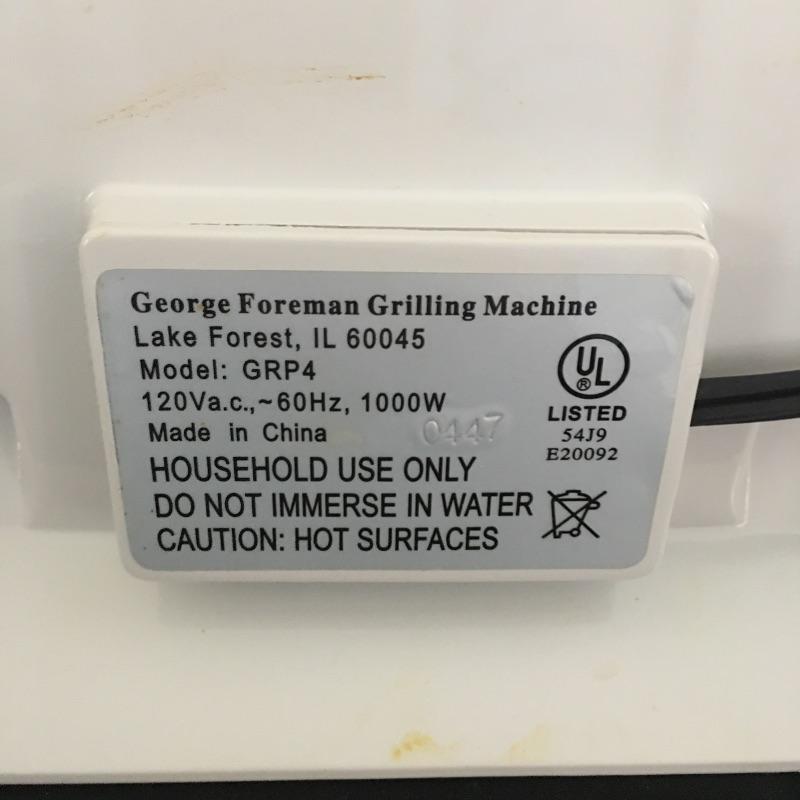 George Foreman Grilling Machine
Lake Forest, IL 60045
Model: GRP4
120Va.c.,~60Hz, 1000W
Made in China
0447
HOUSEHOLD USE ONLY
DO NOT IMMERSE IN WATER
CAUTION: HOT SURFACES
UL
®
LISTED
54J9
E20092